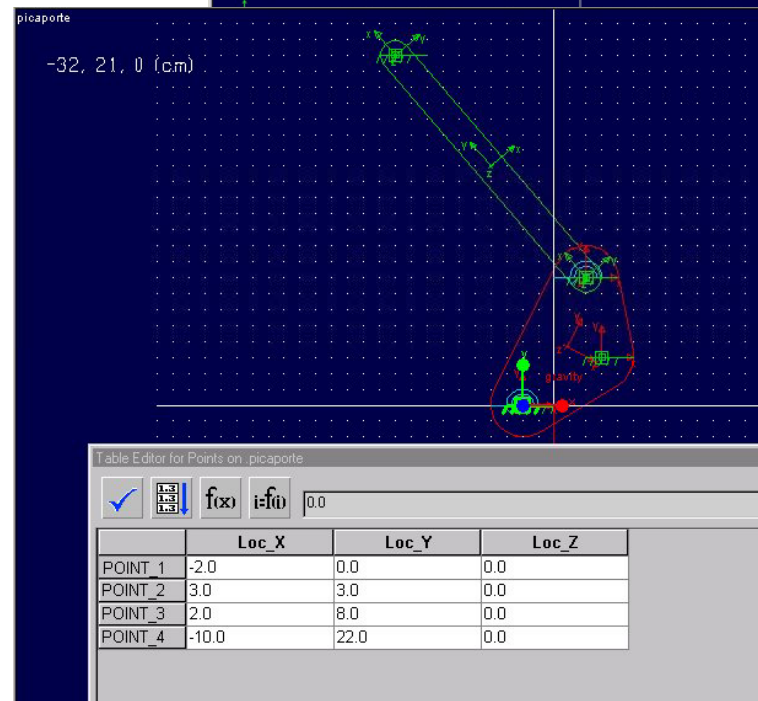 picaporte
-32, 21, 0 (cm)
gravity
Table Editor for Points on .picaporte
f(x) i=f(i) 0.0
Loc_X Loc_Y Loc_Z
POINT_1 -2.0 0.0 0.0
POINT_2 3.0 3.0 0.0
POINT_3 2.0 8.0 0.0
POINT_4 -10.0 22.0 0.0